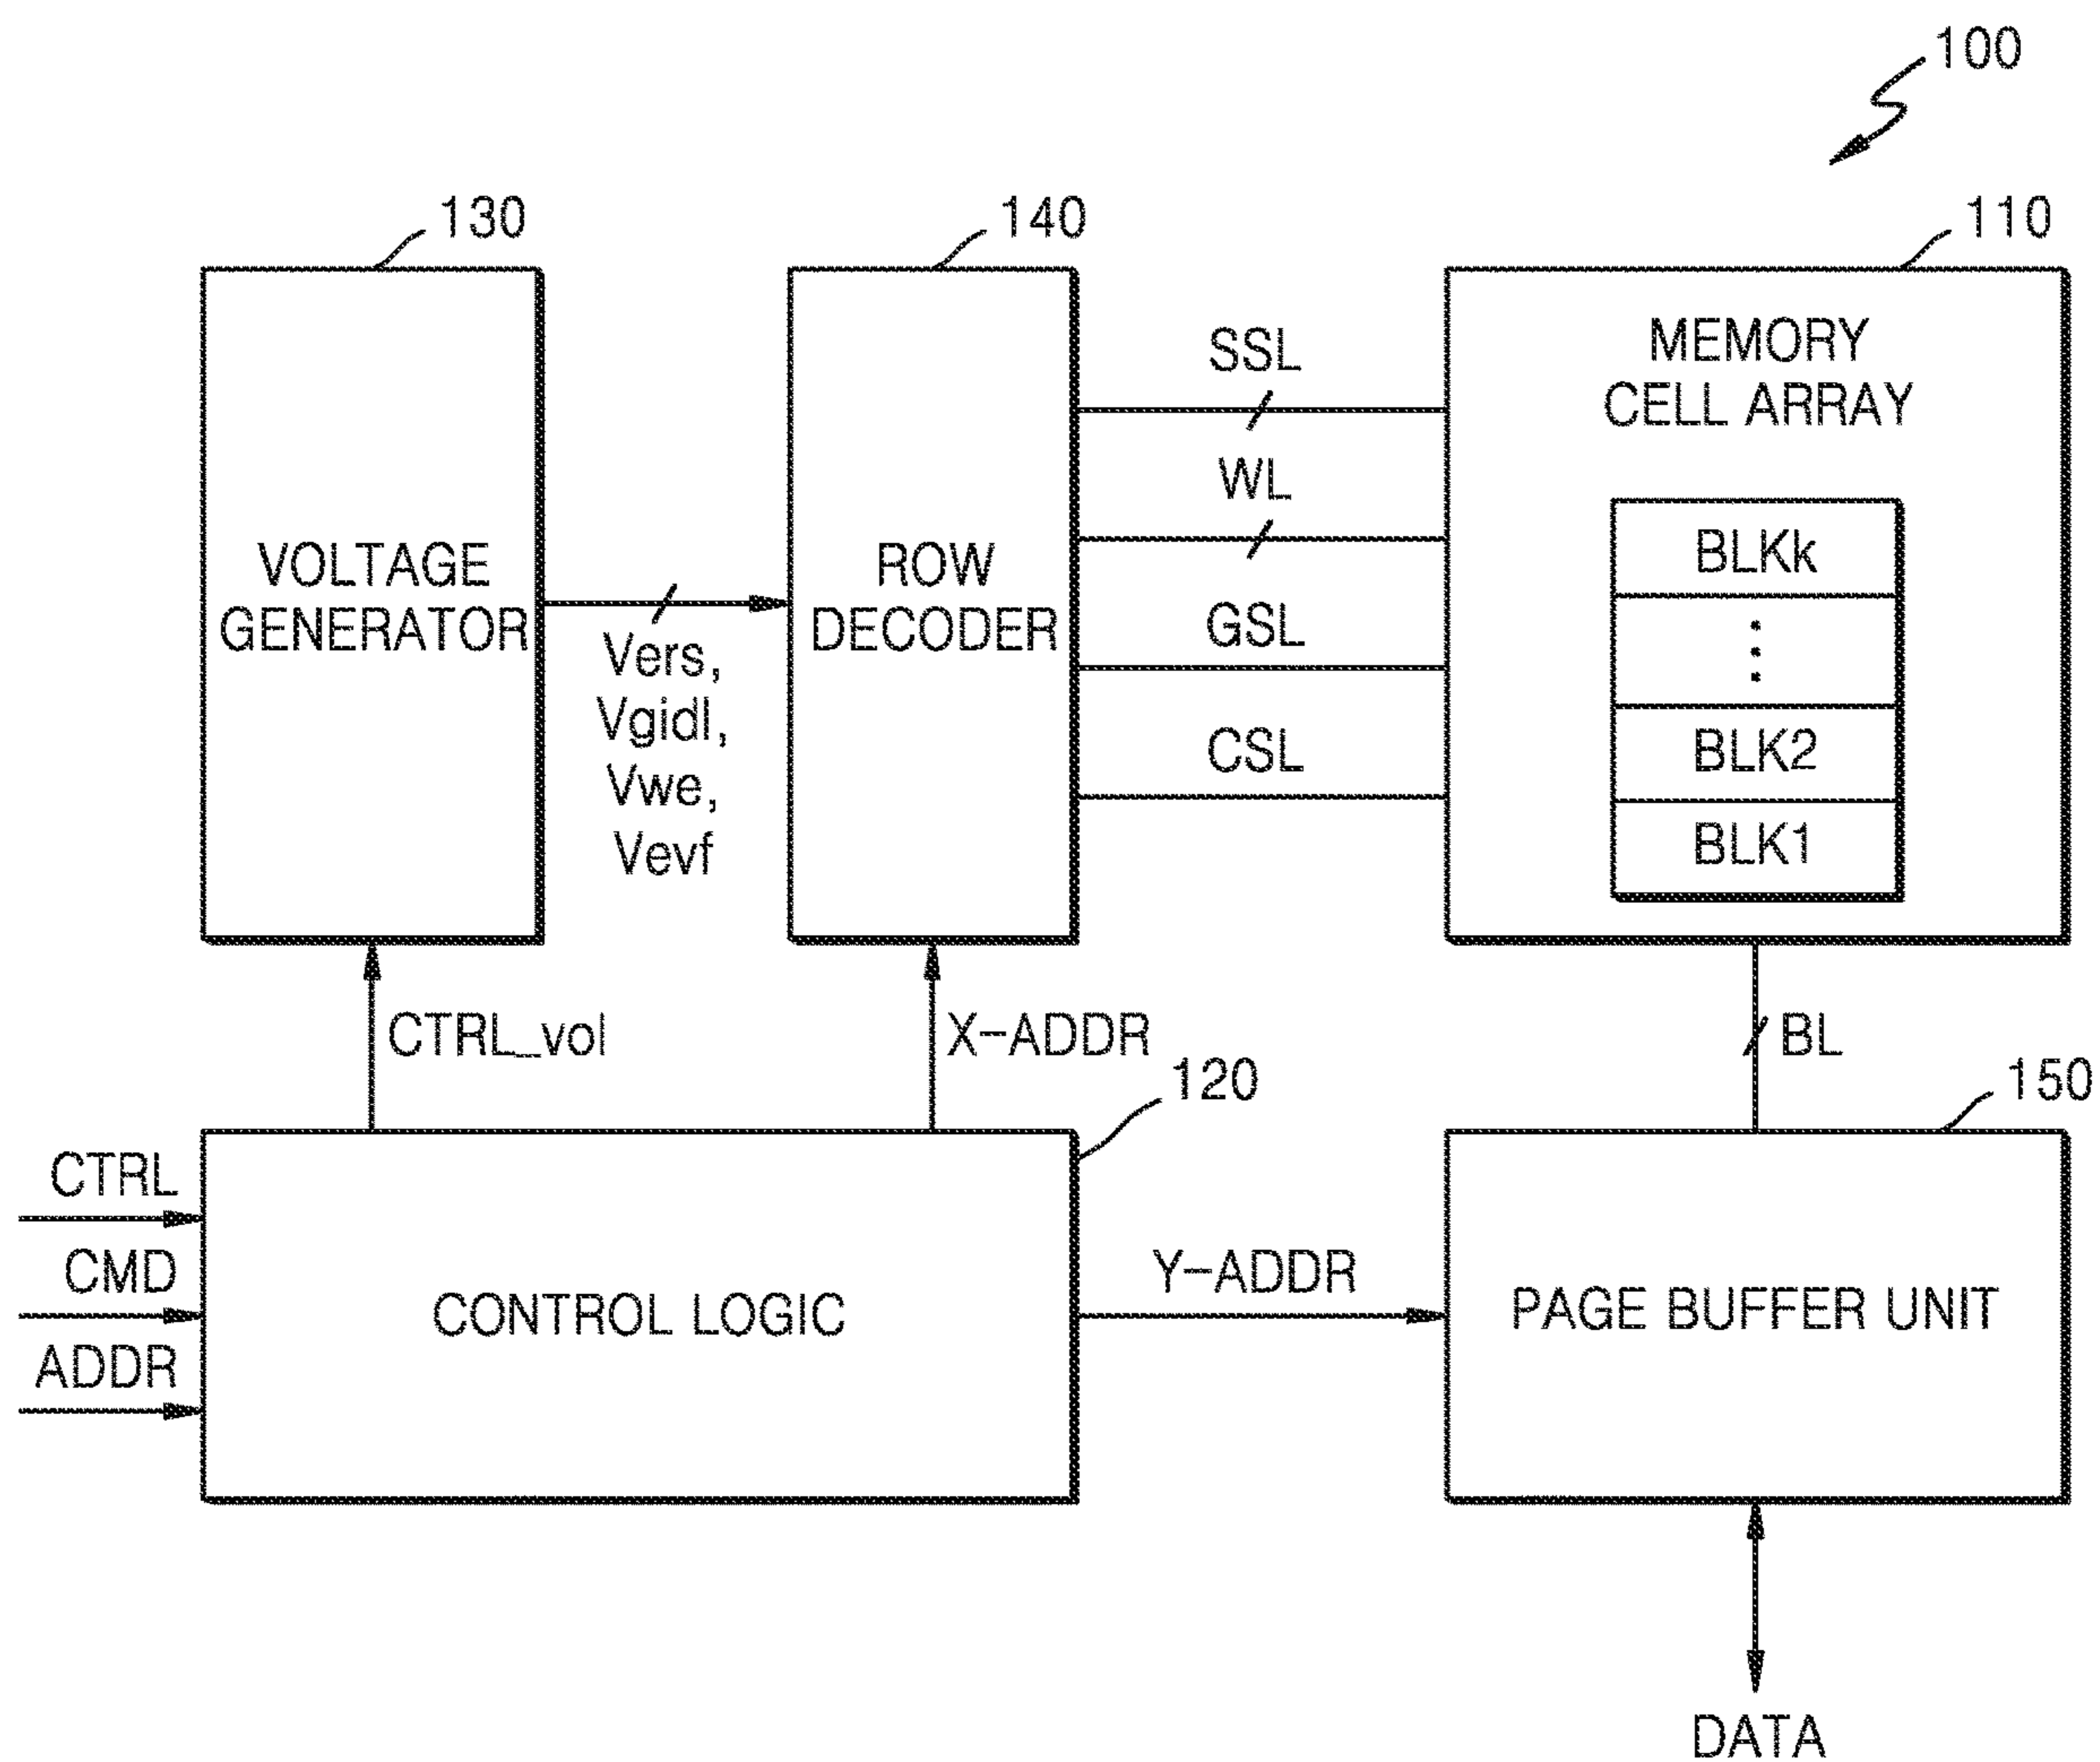 100
130
140
110
VOLTAGE
GENERATOR
Vers,
Vgidl,
Vwe,
Vevf
ROW
DECODER
SSL
WL
GSL
CSL
MEMORY
CELL ARRAY
BLKk
BLK2
BLK1
CTRL_vol
X-ADDR
BL
120
150
CTRL
CMD
ADDR
CONTROL LOGIC
Y-ADDR
PAGE BUFFER UNIT
DATA